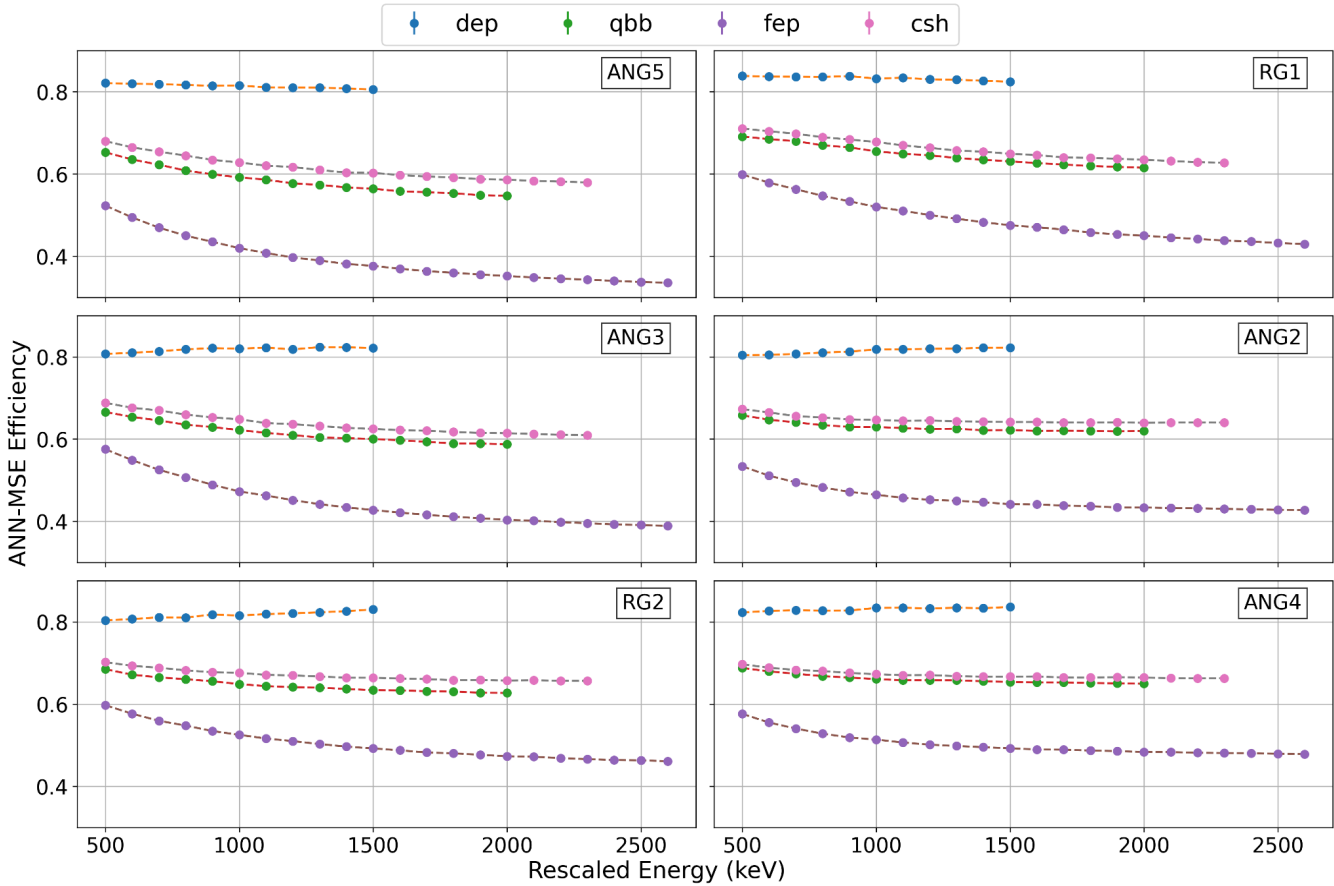 dep qbb fep csh
ANG5 RG1
0.8
0.6
0.4
ANG3 ANG2
0.8
0.6
0.4
ANN-MSE Efficiency
RG2 ANG4
0.8
0.6
0.4
500 1000 1500 2000 2500 500 1000 1500 2000 2500
Rescaled Energy (keV)